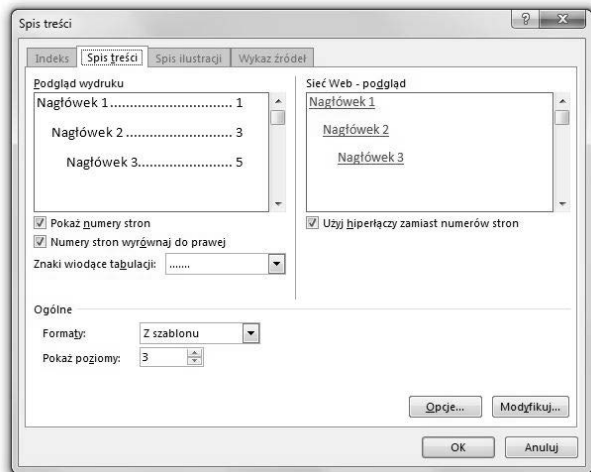 Spis treści
Indeks Spis treści Spis ilustracji Wykaz źródeł
Podgląd wydruku
Nagłówek 1................................ 1
Nagłówek 2 ............................ 3
Nagłówek 3......................... 5
Pokaż numery stron
Numery stron wyrównaj do prawej
Znaki wiodące tabulacji: .......
Sieć Web - podgląd
Nagłówek 1
Nagłówek 2
Nagłówek 3
Użyj hiperłączy zamiast numerów stron
Ogólne
Formaty: Z szablonu
Pokaż poziomy: 3
Opcje... Modyfikuj...
OK Anuluj